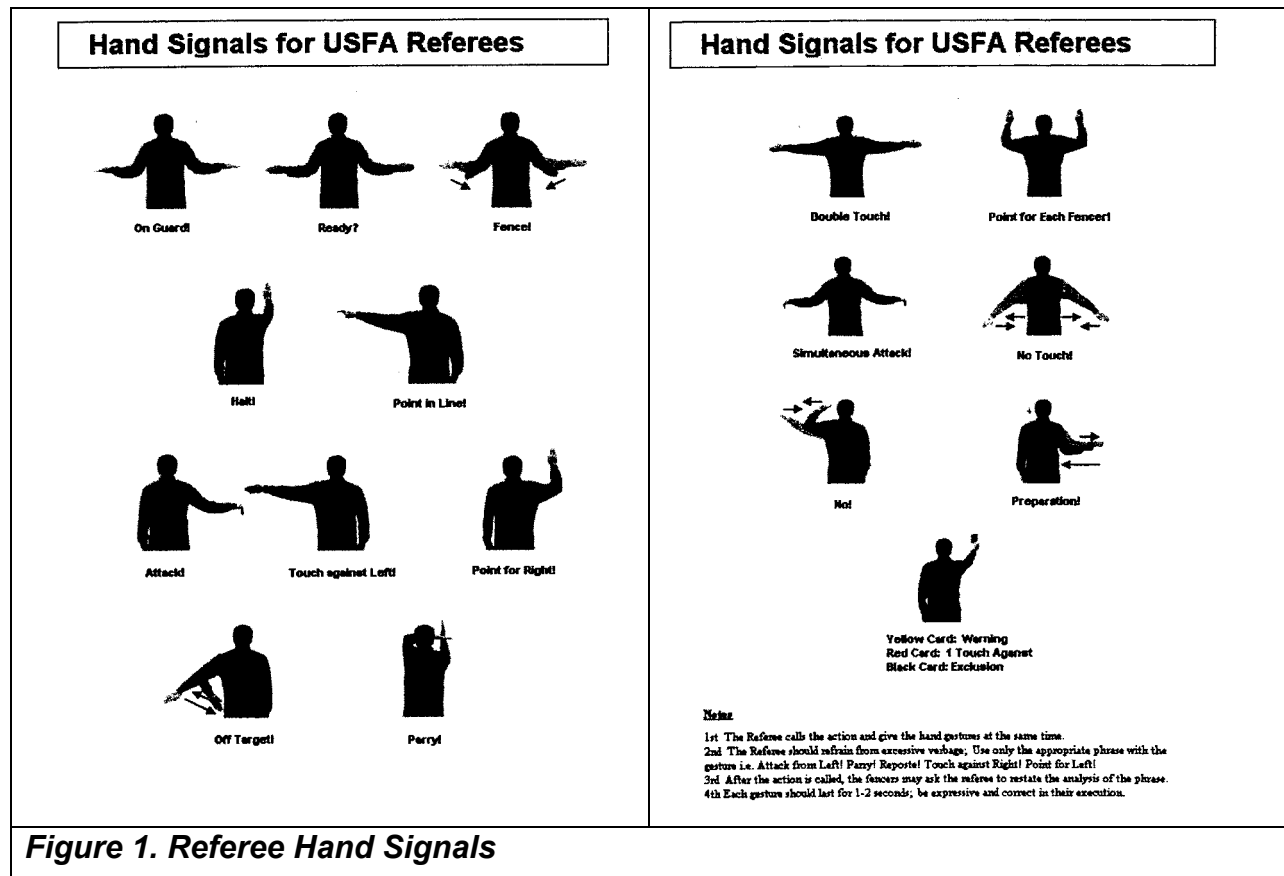 Hand Signals for USFA Referees
On Guard! Ready? Fence!
Halt! Point in Line!
Attack! Touch against Left! Point for Right!
Off Target! Parry!
Hand Signals for USFA Referees
Double Touch! Point for Each Fencer!
Simultaneous Attack! No Touch!
No! Preparation!
Yellow Card: Warning
Red Card: 1 Touch Against
Black Card: Exclusion
Notes
1st The Referee calls the action and give the hand gestures at the same time.
2nd The Referee should refrain from excessive verbage; Use only the appropriate phrase with the
gesture i.e. Attack from Left! Parry! Reposte! Touch against Right! Point for Left!
3rd After the action is called, the fencers may ask the referee to restate the analysis of the phrase.
4th Each gesture should last for 1-2 seconds; be expressive and correct in their execution.
Figure 1. Referee Hand Signals